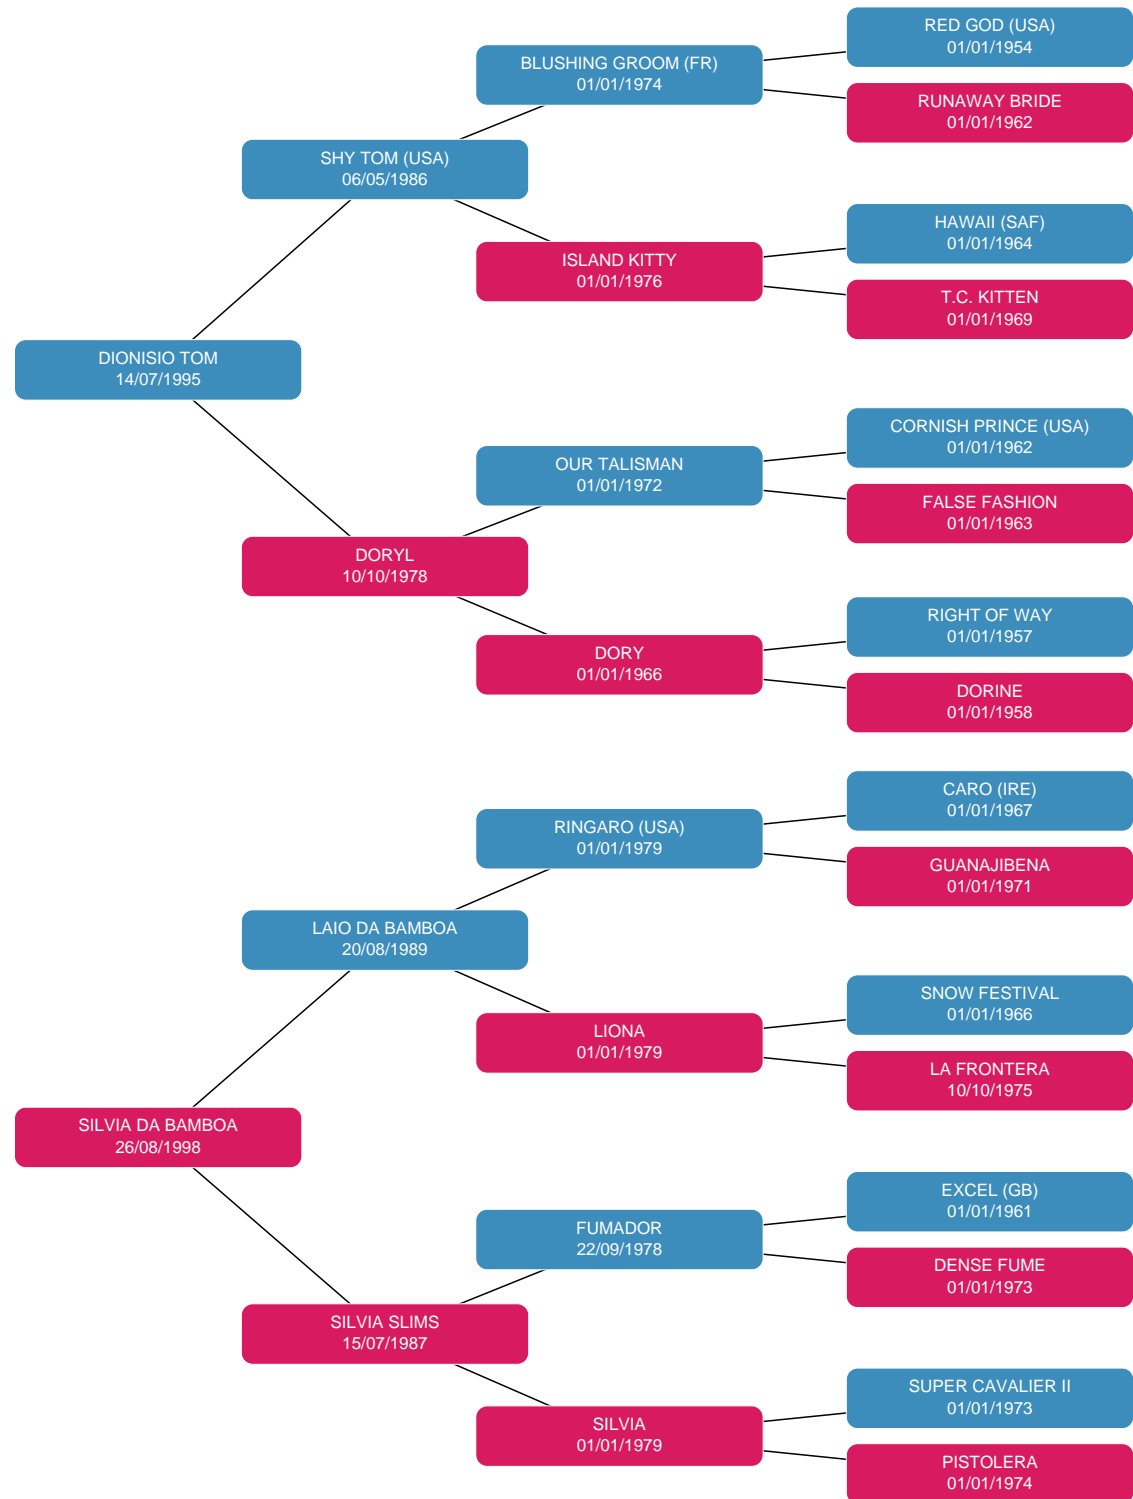 RED GOD (USA)
01/01/1954
BLUSHING GROOM (FR)
01/01/1974
RUNAWAY BRIDE
01/01/1962
SHY TOM (USA)
06/05/1986
HAWAII (SAF)
01/01/1964
ISLAND KITTY
01/01/1976
T.C. KITTEN
01/01/1969
DIONISIO TOM
14/07/1995
CORNISH PRINCE (USA)
01/01/1962
OUR TALISMAN
01/01/1972
FALSE FASHION
01/01/1963
DORYL
10/10/1978
RIGHT OF WAY
01/01/1957
DORY
01/01/1966
DORINE
01/01/1958
CARO (IRE)
01/01/1967
RINGARO (USA)
01/01/1979
GUANAJIBENA
01/01/1971
LAIO DA BAMBOA
20/08/1989
SNOW FESTIVAL
01/01/1966
LIONA
01/01/1979
LA FRONTERA
10/10/1975
SILVIA DA BAMBOA
26/08/1998
EXCEL (GB)
01/01/1961
FUMADOR
22/09/1978
DENSE FUME
01/01/1973
SILVIA SLIMS
15/07/1987
SUPER CAVALIER II
01/01/1973
SILVIA
01/01/1979
PISTOLERA
01/01/1974